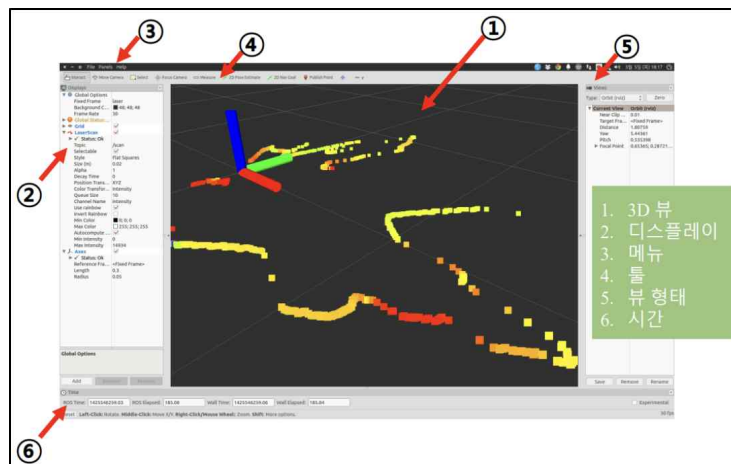 ③
④
①
⑤
File Panels Help
Interact
Move Camera
Select
Focus Camera
Measure
2D Pose Estimate
2D Nav Goal
Publish Point
Displays
Global Options
Fixed Frame laser
Background C... 48; 48; 48
Frame Rate 30
Global Status...
Grid
LaserScan
Status: Ok
Topic /scan
Selectable
Style Flat Squares
Size (m) 0.02
Alpha 1
Decay Time 0
Position Trans... XYZ
Color Transfor... Intensity
Queue Size 10
Channel Name intensity
Use rainbow
Invert Rainbow
Min Color 0; 0; 0
Max Color 255; 255; 255
Autocompute...
Min Intensity 0
Max Intensity
Axes
Status: Ok
Reference Fra... <Fixed Frame>
Length 0.3
Radius 0.05
②
Global Options
Add
Views
Type: Orbit (rviz) Zero
Current View Orbit (rviz)
Near Clip ... 0.01
Target Fra... <Fixed Frame>
Distance 1.80759
Yaw
Pitch
Focal Point
1. 3D 뷰
2. 디스플레이
3. 메뉴
4. 툴
5. 뷰 형태
6. 시간
Save Remove Rename
Time
ROS Time: ROS Elapsed: Wall Time: Wall Elapsed: Experimental
Left-Click: Rotate. Middle-Click: Move X/Y. Right-Click/Mouse Wheel: Zoom. Shift: More options.
30 fps
⑥